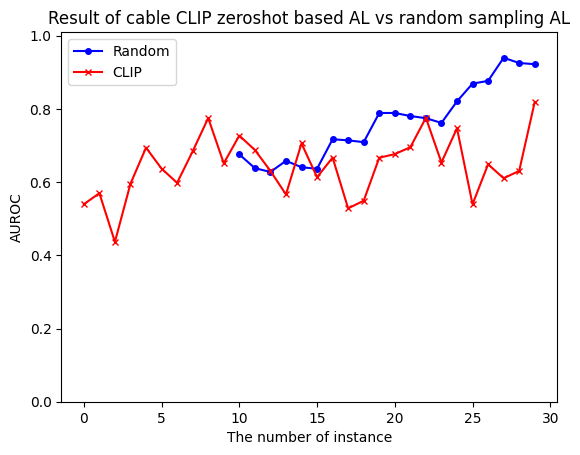 Result of cable CLIP zeroshot based AL vs random sampling AL
Random
CLIP
1.0
0.8
0.6
0.4
0.2
0.0
AUROC
0 5 10 15 20 25 30
The number of instance